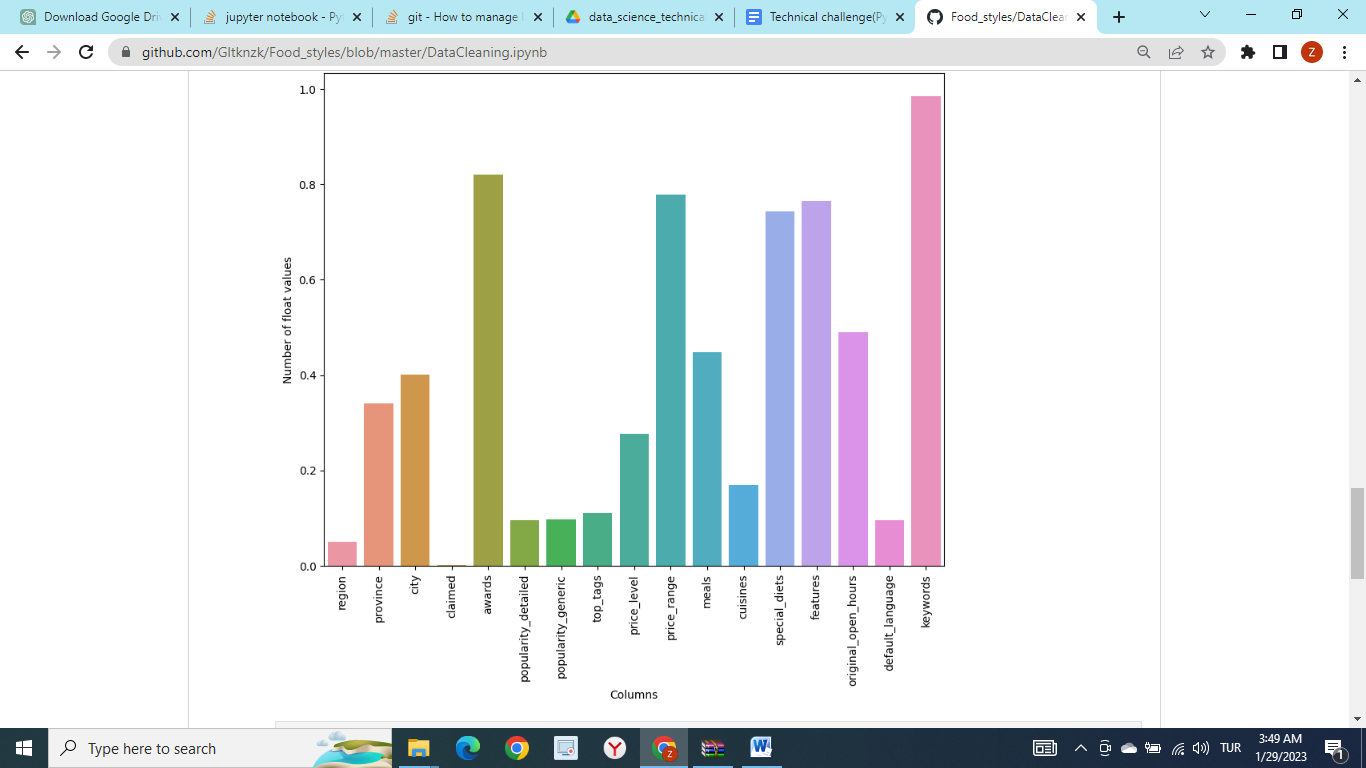 Download Google Dri
jupyter notebook - Py
git - How to manage l
data_science_technica
Technical challenge(Py
Food_styles/DataClear
github.com/Gltknzk/Food_styles/blob/master/DataCleaning.ipynb
Z
1.0
0.8
0.6
0.4
0.2
0.0
Number of float values
region
province
city
claimed
awards
popularity_detailed
popularity_generic
top_tags
price_level
price_range
meals
cuisines
special_diets
features
original_open_hours
default_language
keywords
Columns
Type here to search
TUR
3:49 AM
1/29/2023
1